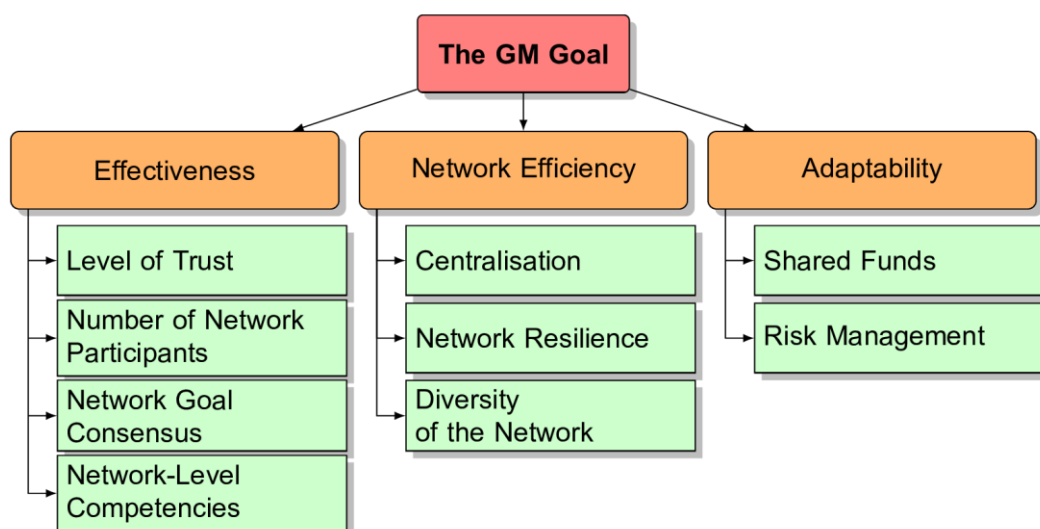 The GM Goal
Effectiveness
Network Efficiency
Adaptability
Level of Trust
Number of Network
Participants
Network Goal
Consensus
Network-Level
Competencies
Centralisation
Network Resilience
Diversity
of the Network
Shared Funds
Risk Management